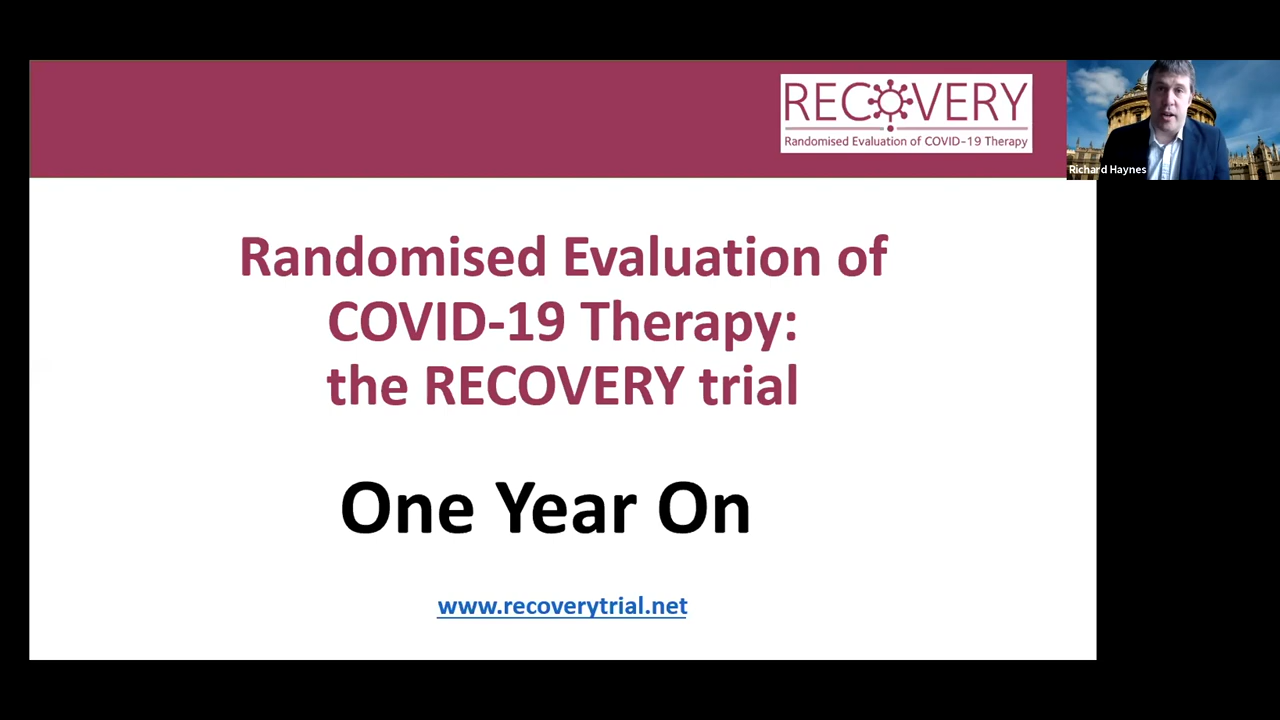 RECOVERY
Randomised Evaluation of COVID-19 Therapy
Richard Haynes
Randomised Evaluation of
COVID-19 Therapy:
the RECOVERY trial
One Year On
www.recoverytrial.net